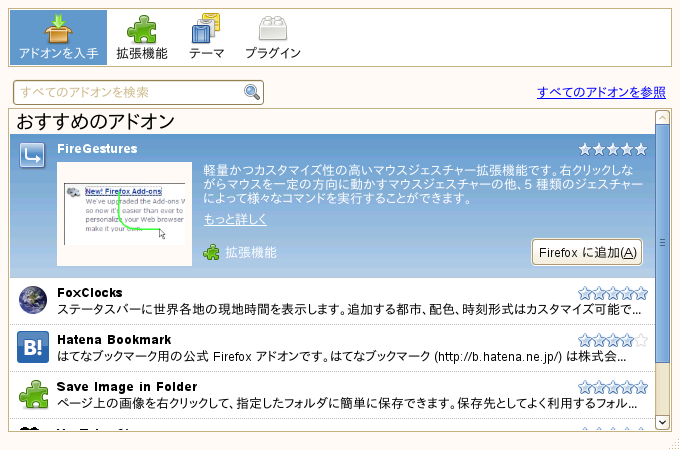 アドオンを入手
拡張機能
テーマ
プラグイン
すべてのアドオンを検索
すべてのアドオンを参照
おすすめのアドオン
FireGestures
New! Firefox Add-ons
We've upgraded the Add-ons W
so now it's easier than ever to
personalize your Web browser
make it your own.
軽量かつカスタマイズ性の高いマウスジェスチャー拡張機能です。右クリックしな
がらマウスを一定の方向に動かすマウスジェスチャーの他、5 種類のジェスチャー
によって様々なコマンドを実行することができます。
もっと詳しく
拡張機能
Firefox に追加(A)
FoxClocks
ステータスバーに世界各地の現地時間を表示します。追加する都市、配色、時刻形式はカスタマイズ可能で...
B!
Hatena Bookmark
はてなブックマーク用の公式 Firefox アドオンです。はてなブックマーク (http://b.hatena.ne.jp/) は株式会...
Save Image in Folder
ページ上の画像を右クリックして、指定したフォルダに簡単に保存できます。保存先としてよく利用するフォル...